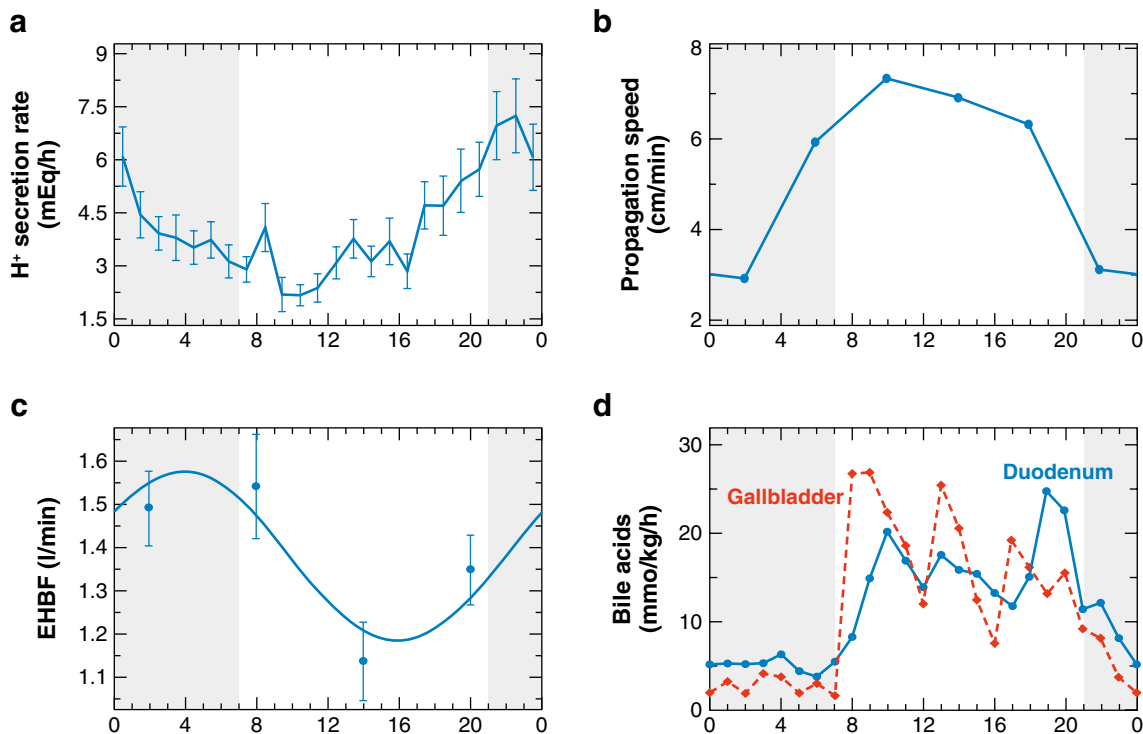 a
H⁺ secretion rate
(mEq/h)
9
7.5
6
4.5
3
1.5
0 4 8 12 16 20 0
b
Propagation speed
(cm/min)
8
6
4
2
0 4 8 12 16 20 0
c
EHBF (l/min)
1.6
1.5
1.4
1.3
1.2
1.1
0 4 8 12 16 20 0
d
Bile acids
(mmo/kg/h)
30
20
10
0
Duodenum
Gallbladder
0 4 8 12 16 20 0